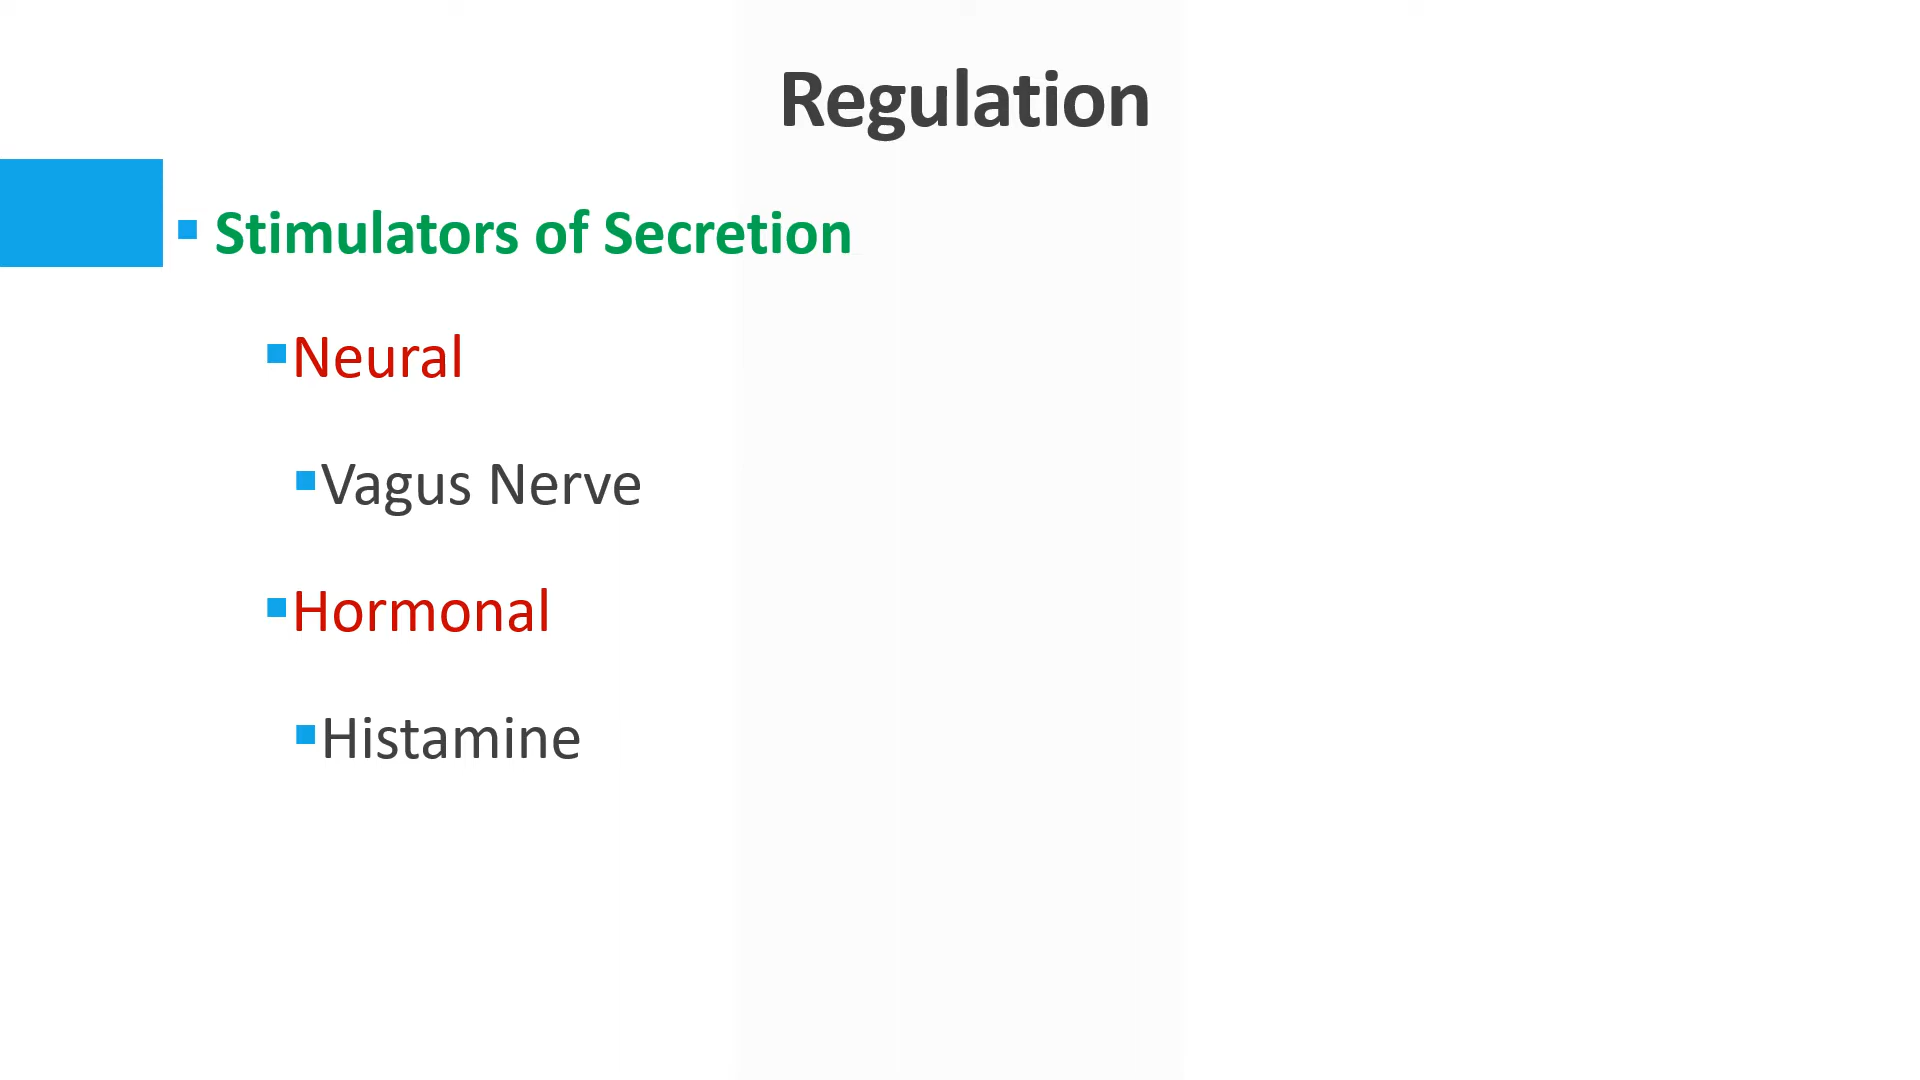 Regulation
Stimulators of Secretion
Neural
Vagus Nerve
Hormonal
Histamine